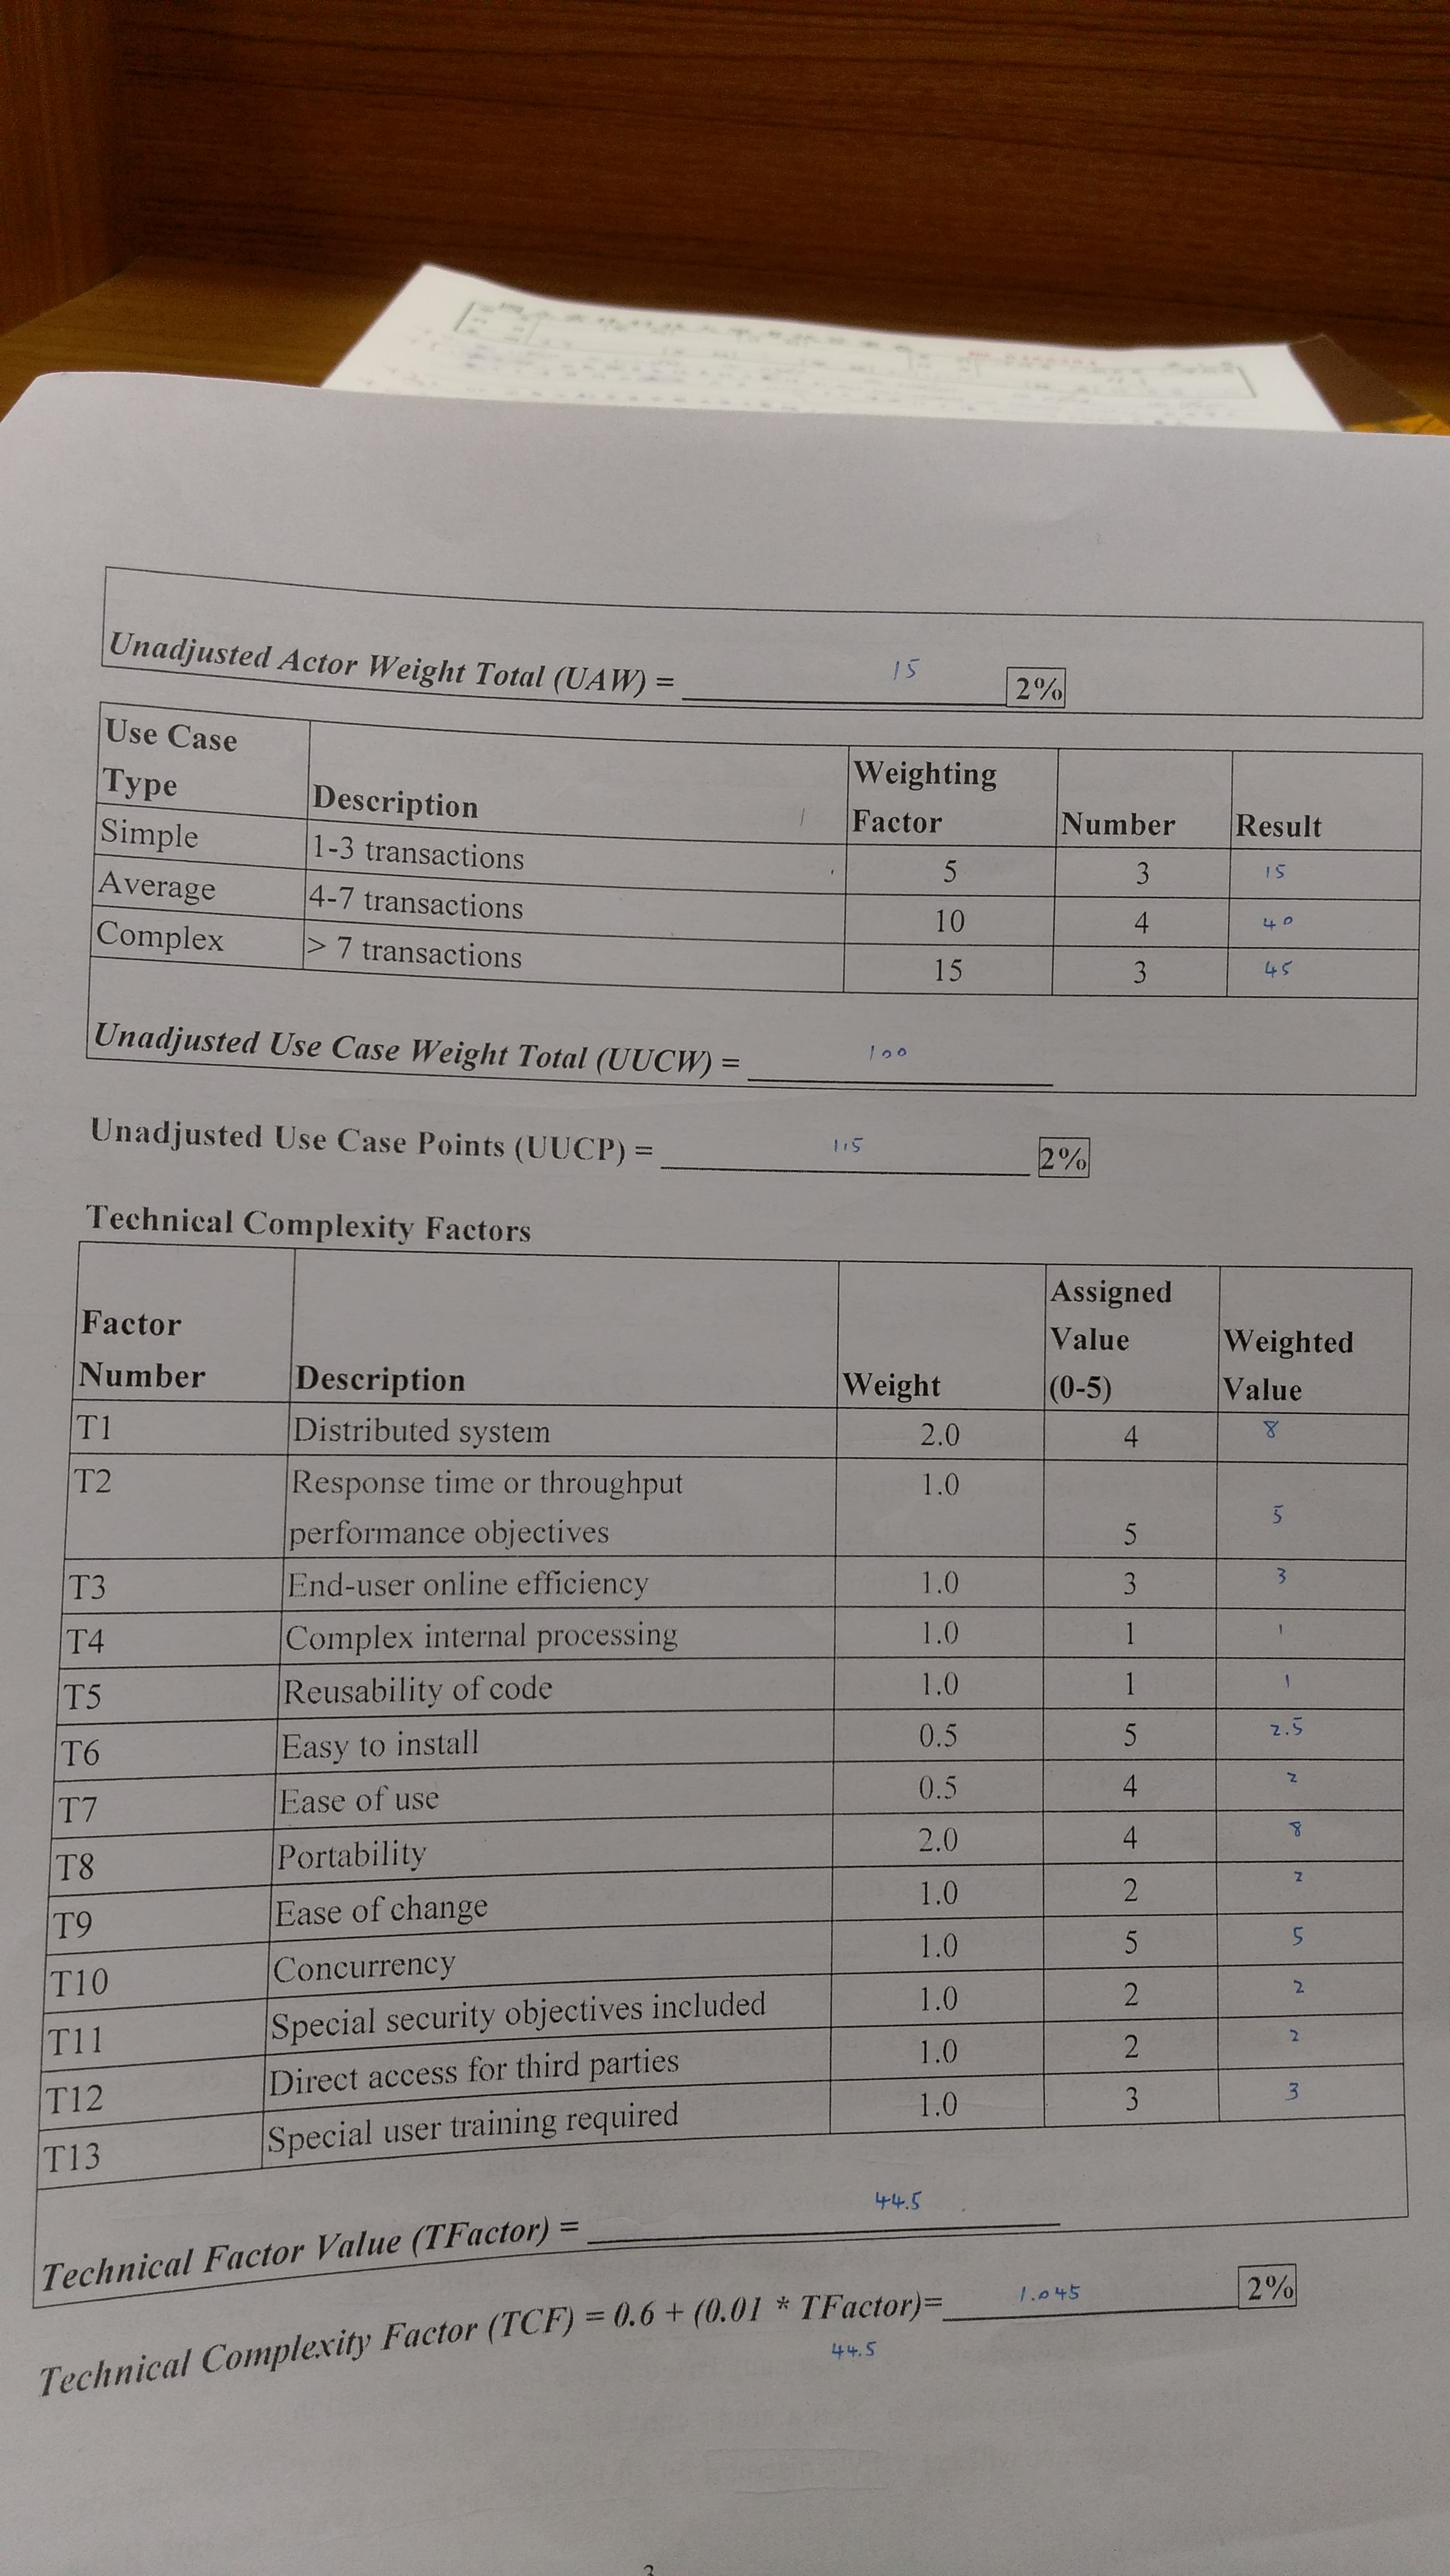 Unadjusted Actor Weight Total (UAW) = 15 2%
Use Case Type Description Weighting Factor Number Result
Simple 1-3 transactions 5 3 15
Average 4-7 transactions 10 4 40
Complex > 7 transactions 15 3 45
Unadjusted Use Case Weight Total (UUCW) = 100
Unadjusted Use Case Points (UUCP) = 115 2%
Technical Complexity Factors
Factor Number Description Weight Assigned Value (0-5) Weighted Value
T1 Distributed system 2.0 4 8
T2 Response time or throughput performance objectives 1.0 5 5
T3 End-user online efficiency 1.0 3 3
T4 Complex internal processing 1.0 1 1
T5 Reusability of code 1.0 1 1
T6 Easy to install 0.5 5 2.5
T7 Ease of use 0.5 4 2
T8 Portability 2.0 4 8
T9 Ease of change 1.0 2 2
T10 Concurrency 1.0 5 5
T11 Special security objectives included 1.0 2 2
T12 Direct access for third parties 1.0 2 2
T13 Special user training required 1.0 3 3
Technical Factor Value (TFactor) = 44.5
Technical Complexity Factor (TCF) = 0.6 + (0.01 * TFactor)= 1.045 2%
44.5